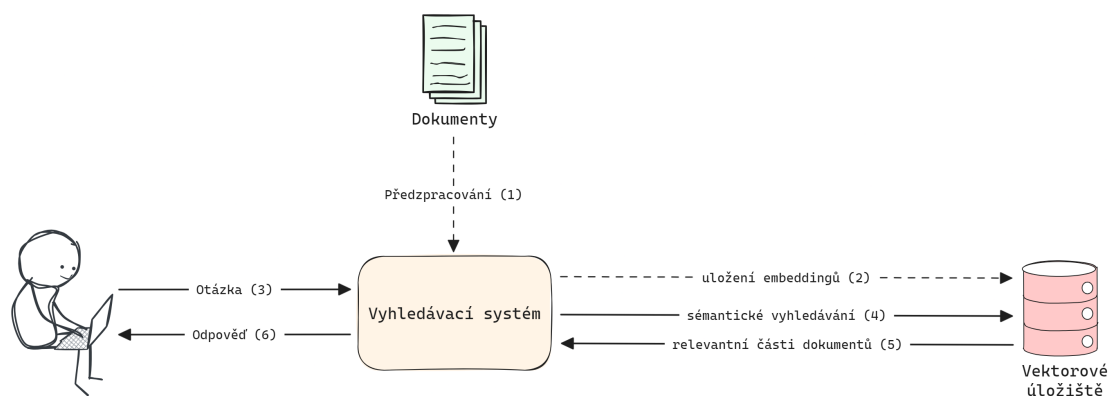 Dokumenty
Předzpracování (1)
uložení embeddingů (2)
Otázka (3)
Vyhledávací systém
sémantické vyhledávání (4)
Odpověď (6)
relevantní části dokumentů (5)
Vektorové
úložiště